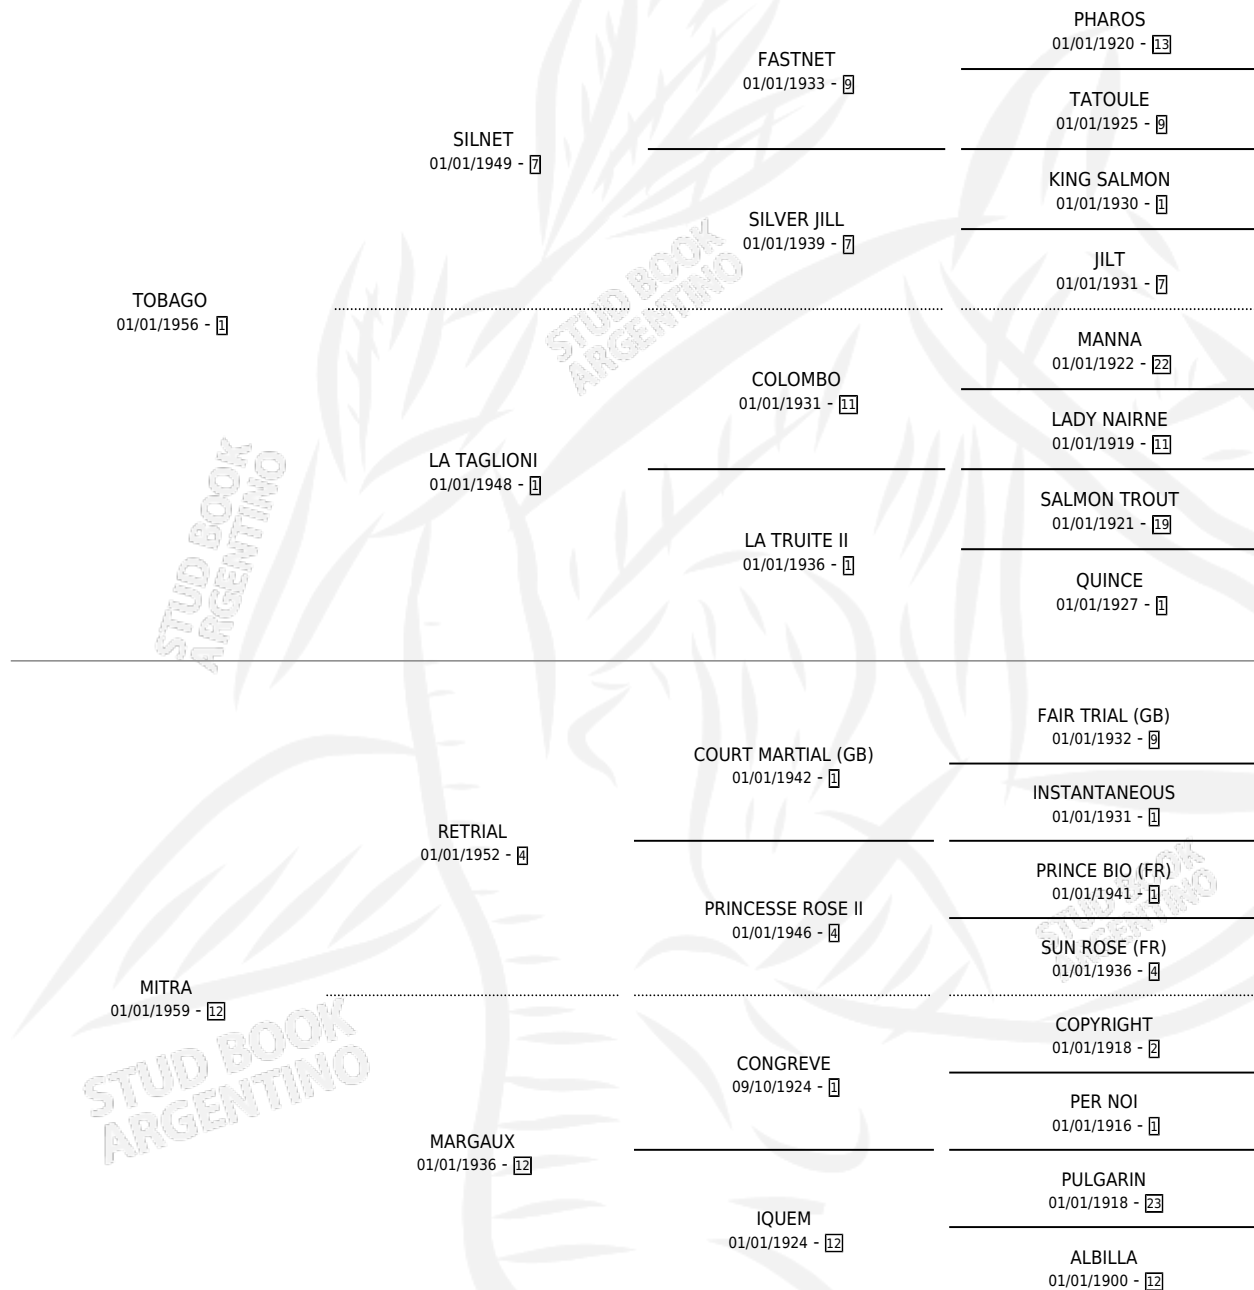 PHAROS
01/01/1920 - 13
FASTNET
01/01/1933 - 9
TATOULE
01/01/1925 - 9
SILNET
01/01/1949 - 7
KING SALMON
01/01/1930 - 1
SILVER JILL
01/01/1939 - 7
JILT
01/01/1931 - 7
TOBAGO
01/01/1956 - 1
STUD BOOK
ARGENTINO
MANNA
01/01/1922 - 22
COLOMBO
01/01/1931 - 11
LADY NAIRNE
01/01/1919 - 11
LA TAGLIONI
01/01/1948 - 1
SALMON TROUT
01/01/1921 - 19
LA TRUITE II
01/01/1936 - 1
QUINCE
01/01/1927 - 1
STUD BOOK
ARGENTINO
FAIR TRIAL (GB)
01/01/1932 - 9
COURT MARTIAL (GB)
01/01/1942 - 1
INSTANTANEOUS
01/01/1931 - 1
RETRIAL
01/01/1952 - 4
PRINCE BIO (FR)
01/01/1941 - 1
PRINCESSE ROSE II
01/01/1946 - 4
SUN ROSE (FR)
01/01/1936 - 4
STUD BOOK
ARGENTINO
MITRA
01/01/1959 - 12
COPYRIGHT
01/01/1918 - 2
CONGREVE
09/10/1924 - 1
PER NOI
01/01/1916 - 1
STUD BOOK
ARGENTINO
MARGAUX
01/01/1936 - 12
PULGARIN
01/01/1918 - 23
IQUEM
01/01/1924 - 12
ALBILLA
01/01/1900 - 12